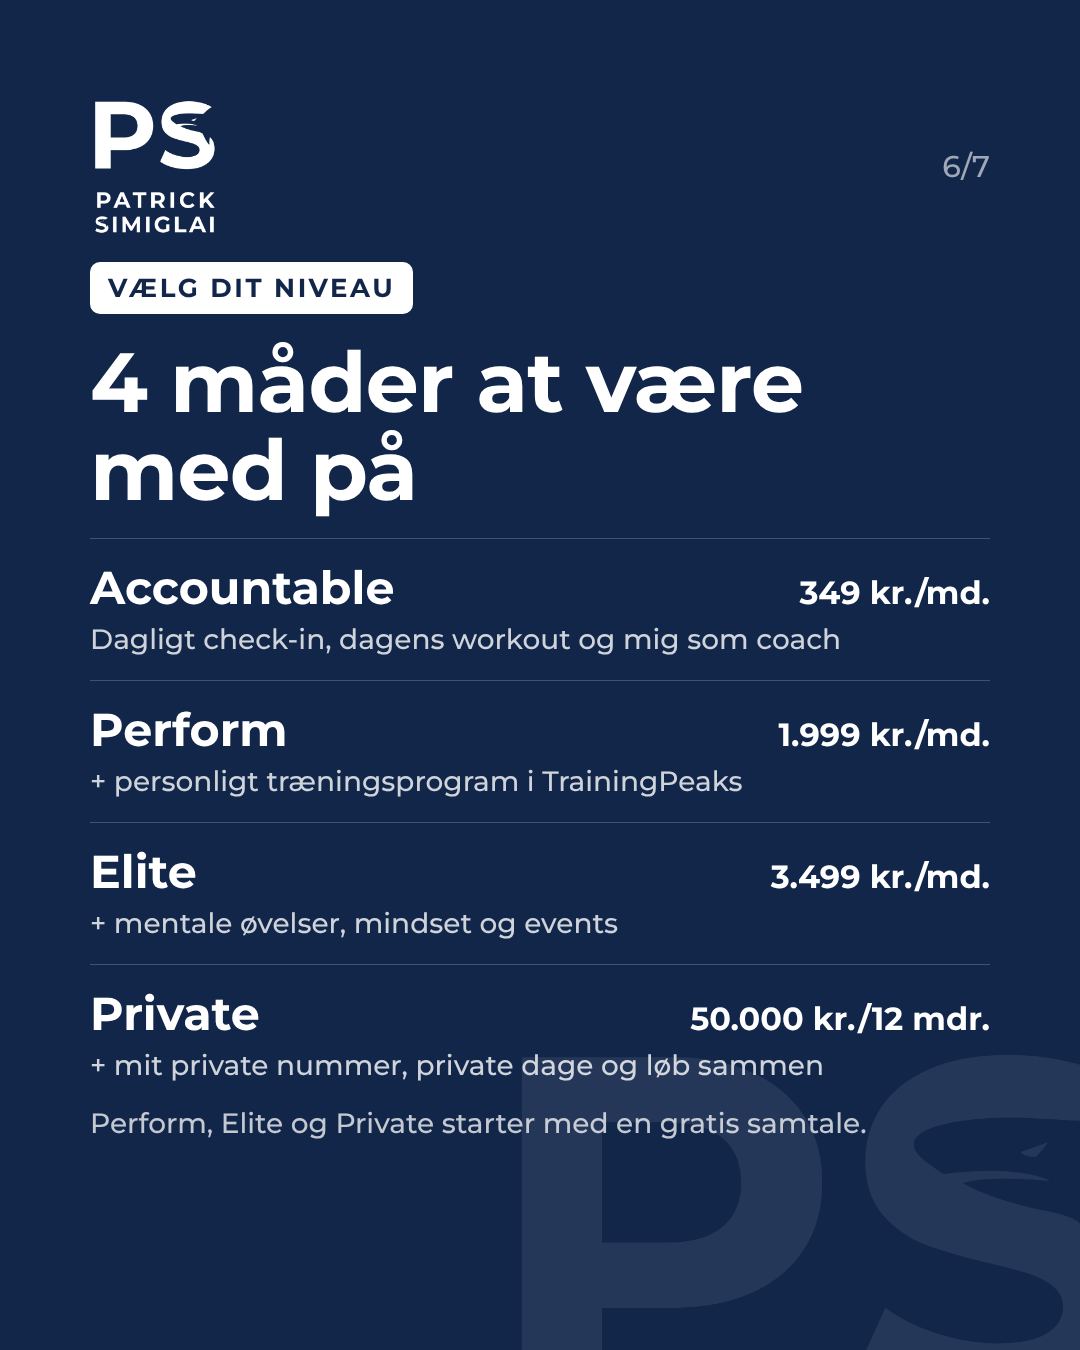 PS
PATRICK
SIMIGLAI
6/7
VÆLG DIT NIVEAU
4 måder at være
med på
Accountable
349 kr./md.
Dagligt check-in, dagens workout og mig som coach
Perform
1.999 kr./md.
+ personligt træningsprogram i TrainingPeaks
Elite
3.499 kr./md.
+ mentale øvelser, mindset og events
Private
50.000 kr./12 mdr.
+ mit private nummer, private dage og løb sammen
Perform, Elite og Private starter med en gratis samtale.
PS